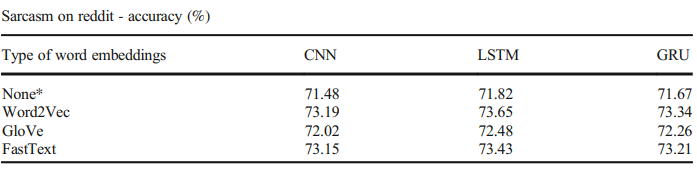 Sarcasm on reddit - accuracy (%)
Type of word embeddings CNN LSTM GRU
None* 71.48 71.82 71.67
Word2Vec 73.19 73.65 73.34
GloVe 72.02 72.48 72.26
FastText 73.15 73.43 73.21